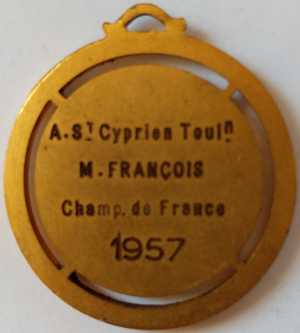 A.Sᵀ Cyprien Toulⁿ
M. FRANÇOIS
Champ. de France
1957